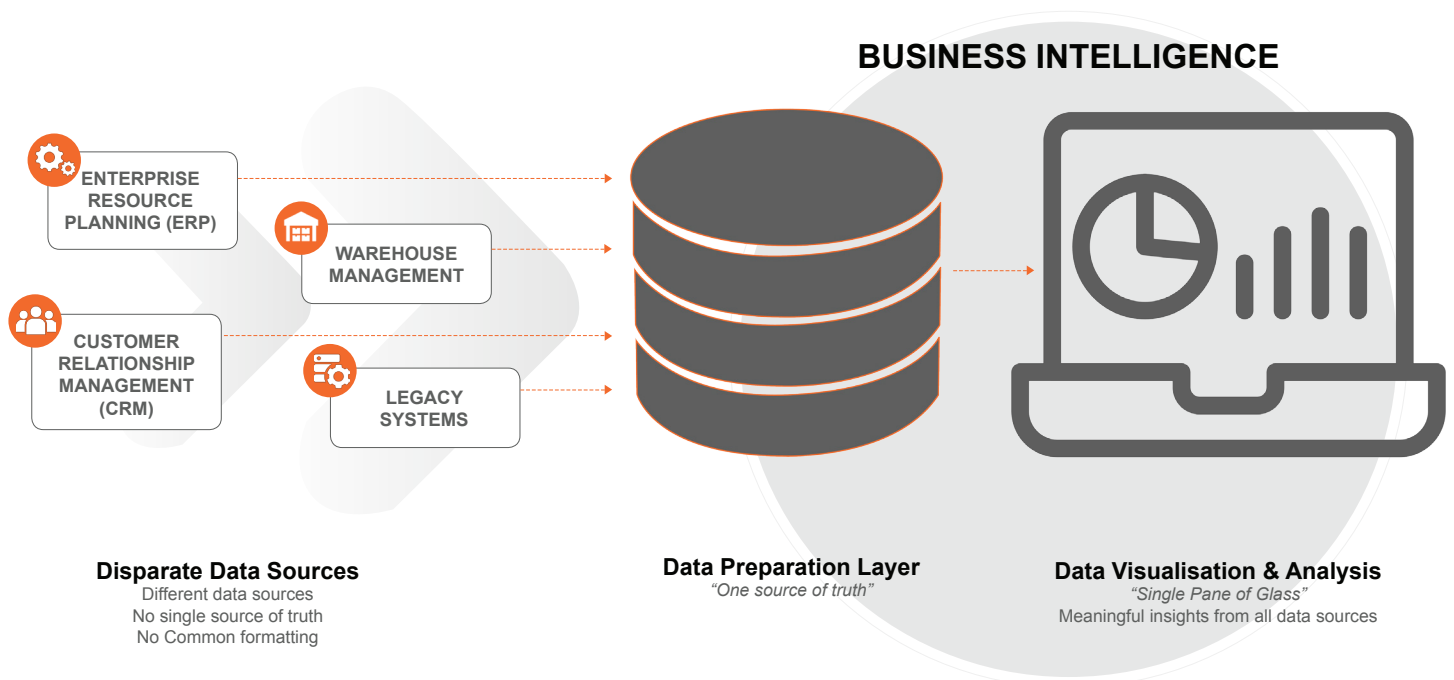 BUSINESS INTELLIGENCE
ENTERPRISE
RESOURCE
PLANNING (ERP)
WAREHOUSE
MANAGEMENT
CUSTOMER
RELATIONSHIP
MANAGEMENT
(CRM)
LEGACY
SYSTEMS
Disparate Data Sources
Different data sources
No single source of truth
No Common formatting
Data Preparation Layer
“One source of truth”
Data Visualisation & Analysis
“Single Pane of Glass”
Meaningful insights from all data sources